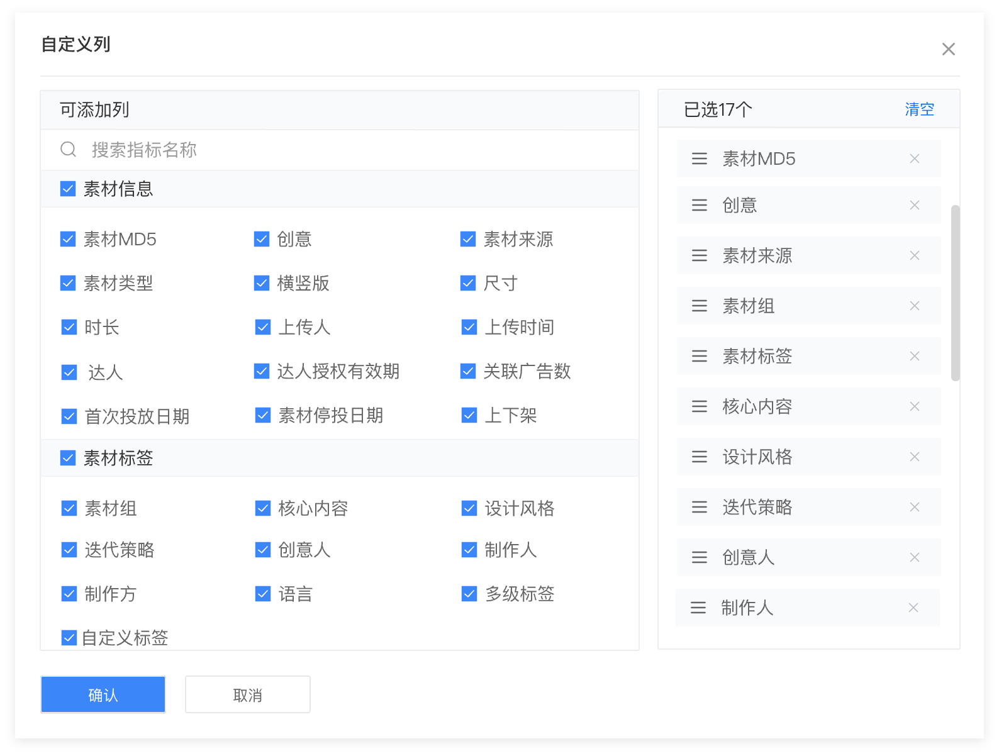 自定义列
可添加列
搜索指标名称
素材信息
素材MD5 创意 素材来源
素材类型 横竖版 尺寸
时长 上传人 上传时间
达人 达人授权有效期 关联广告数
首次投放日期 素材停投日期 上下架
素材标签
素材组 核心内容 设计风格
迭代策略 创意人 制作人
制作方 语言 多级标签
自定义标签
已选17个 清空
素材MD5
创意
素材来源
素材组
素材标签
核心内容
设计风格
迭代策略
创意人
制作人
确认 取消